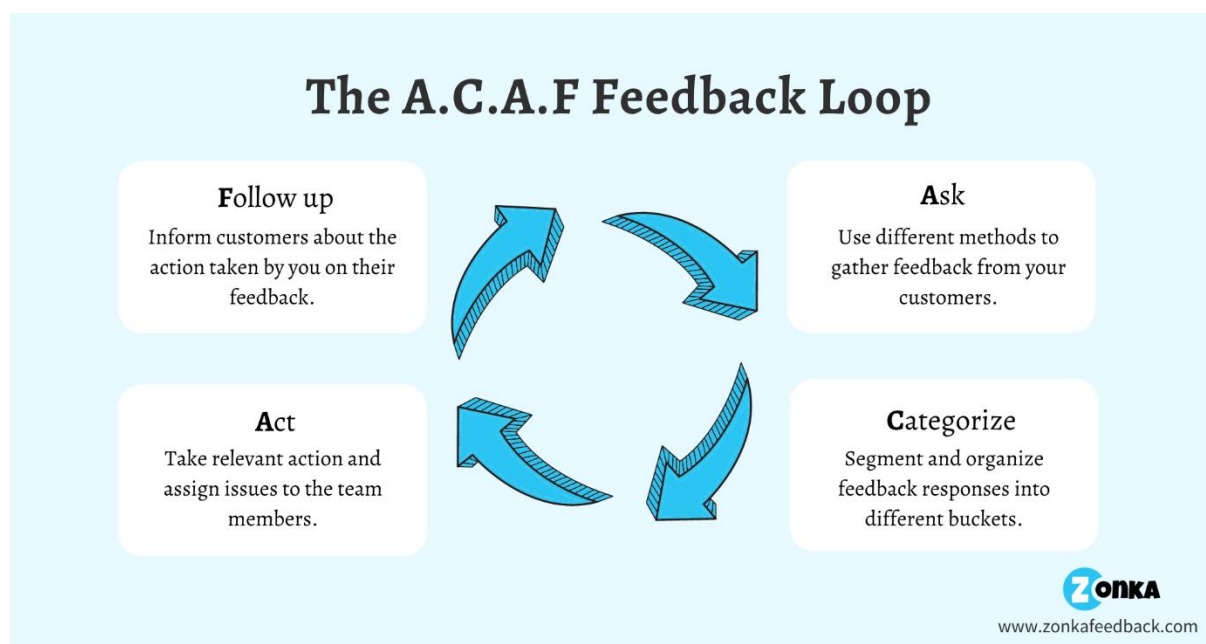 The A.C.A.F Feedback Loop
Follow up
Inform customers about the
action taken by you on their
feedback.
Ask
Use different methods to
gather feedback from your
customers.
Act
Take relevant action and
assign issues to the team
members.
Categorize
Segment and organize
feedback responses into
different buckets.
ZONKA
www.zonkafeedback.com